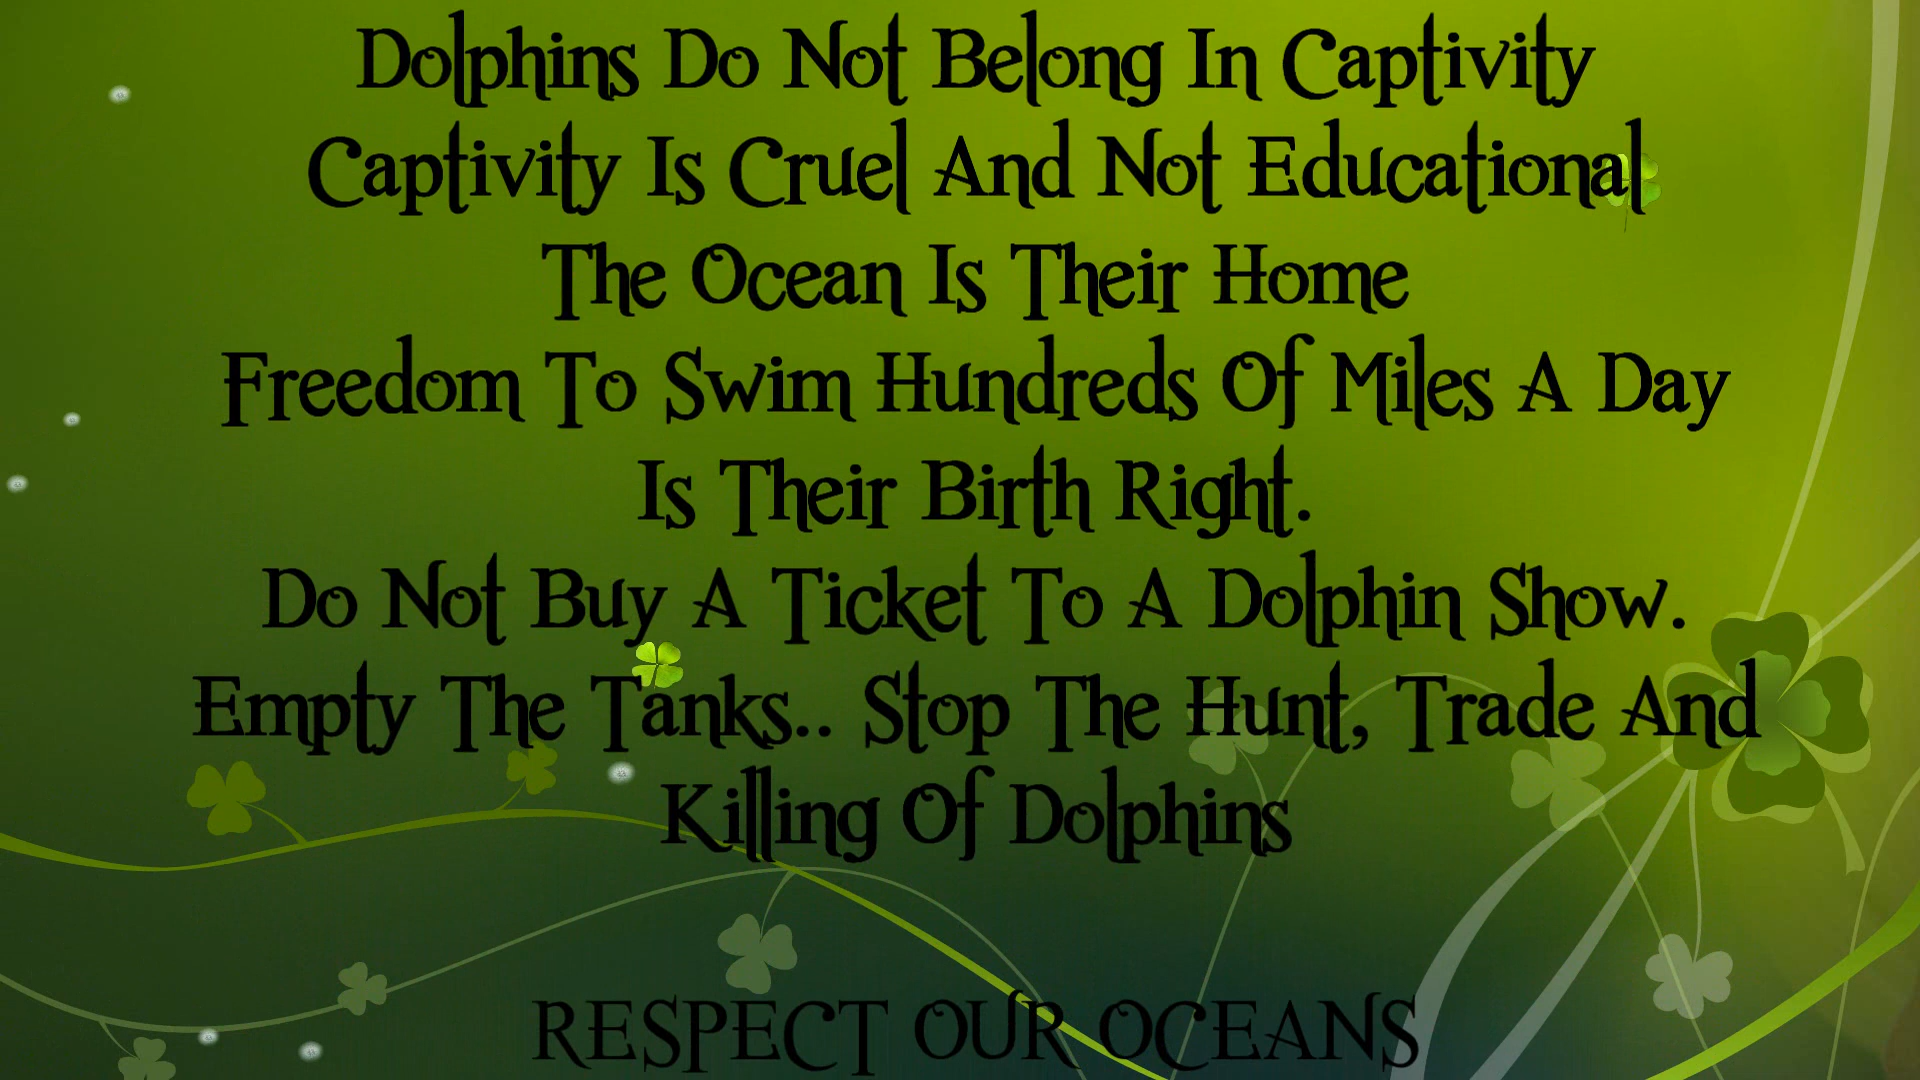 Dolphins Do Not Belong In Captivity
Captivity Is Cruel And Not Educational
The Ocean Is Their Home
Freedom To Swim Hundreds Of Miles A Day
Is Their Birth Right.
Do Not Buy A Ticket To A Dolphin Show.
Empty The Tanks.. Stop The Hunt, Trade And
Killing Of Dolphins
RESPECT OUR OCEANS